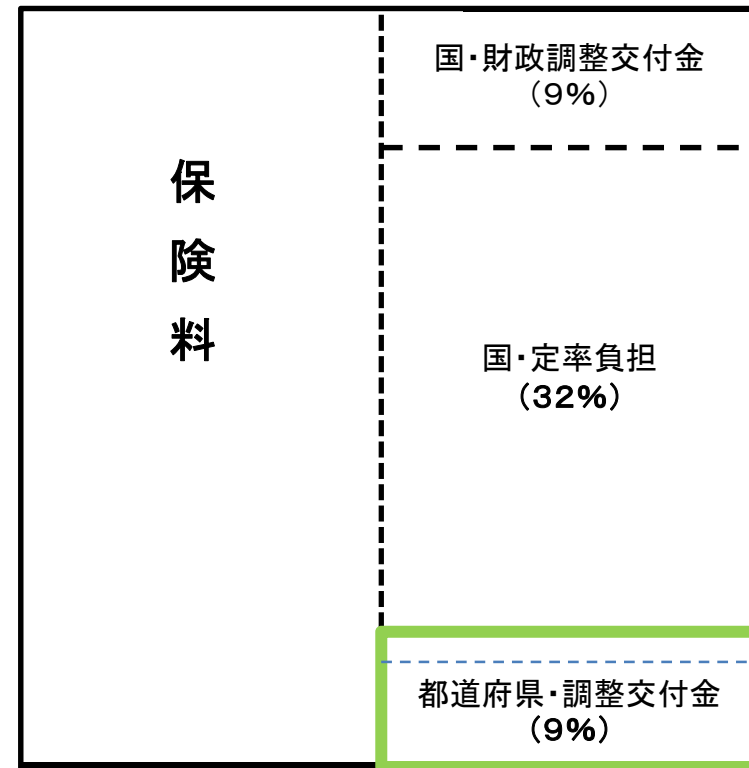 保
険
料
国・財政調整交付金
（９％）
国・定率負担
（３２％）
都道府県・調整交付金
（９％）